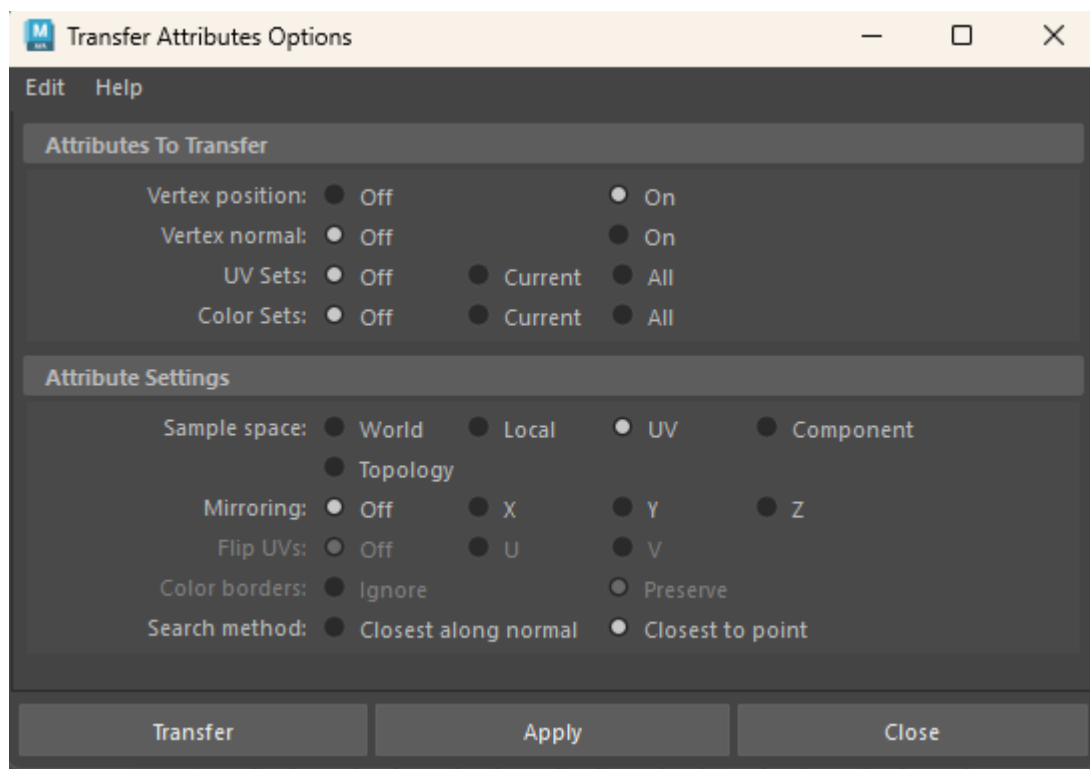 Transfer Attributes Options
Edit Help
Attributes To Transfer
Vertex position: Off On
Vertex normal: Off On
UV Sets: Off Current All
Color Sets: Off Current All
Attribute Settings
Sample space: World Local UV Component
Topology
Mirroring: Off X Y Z
Flip UVs: Off U V
Color borders: Ignore Preserve
Search method: Closest along normal Closest to point
Transfer Apply Close